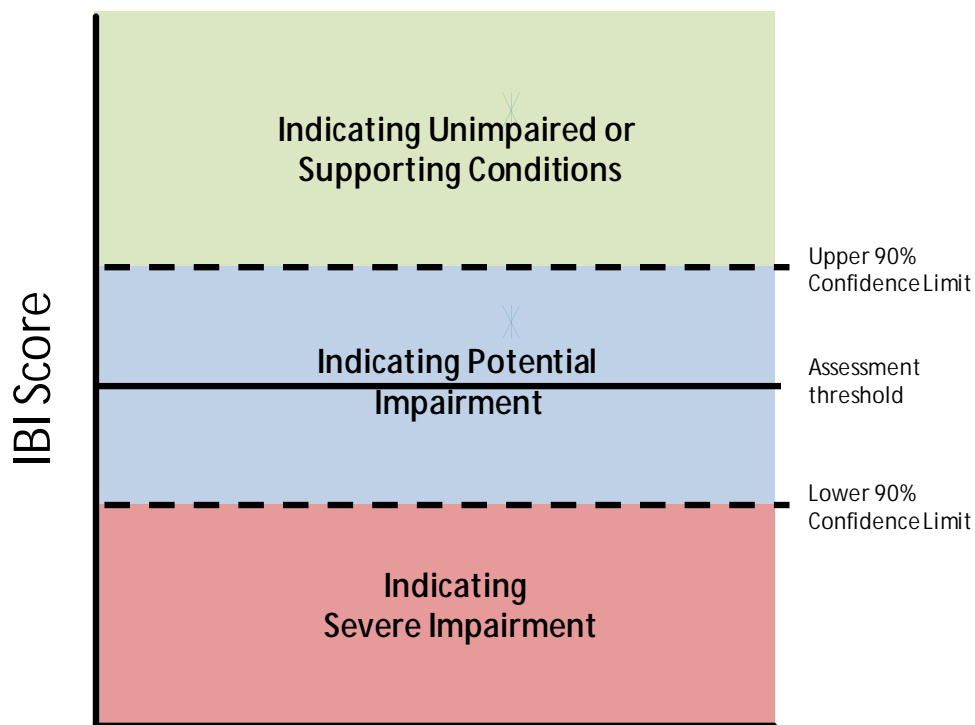 Indicating Unimpaired or
Supporting Conditions
Upper 90%
Confidence Limit
Indicating Potential
Impairment
Assessment
threshold
IBI Score
Lower 90%
Confidence Limit
Indicating
Severe Impairment